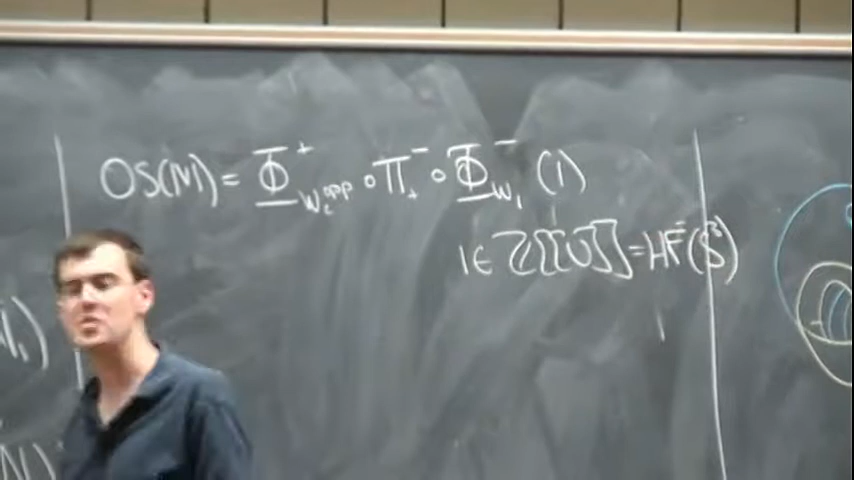 OS(M) = Φ⁺_{W₂^{opp}} ∘ Π₊⁻ ∘ Φ⁻_{W₁} (1)
1 ∈ ℤ[[U]] = HF⁻(S³)